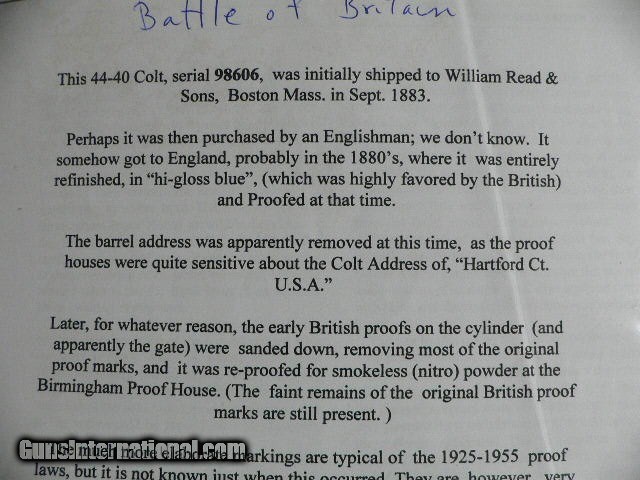 Battle of Britain
This 44-40 Colt, serial 98606, was initially shipped to William Read &
Sons, Boston Mass. in Sept. 1883.
Perhaps it was then purchased by an Englishman; we don't know. It
somehow got to England, probably in the 1880's, where it was entirely
refinished, in “hi-gloss blue”, (which was highly favored by the British)
and Proofed at that time.
The barrel address was apparently removed at this time, as the proof
houses were quite sensitive about the Colt Address of, “Hartford Ct.
U.S.A.”
Later, for whatever reason, the early British proofs on the cylinder (and
apparently the gate) were sanded down, removing most of the original
proof marks, and it was re-proofed for smokeless (nitro) powder at the
Birmingham Proof House. (The faint remains of the original British proof
marks are still present. )
GunsInternational.com
much more elaborate markings are typical of the 1925-1955 proof
laws, but it is not known just when this occurred. They are, however, very